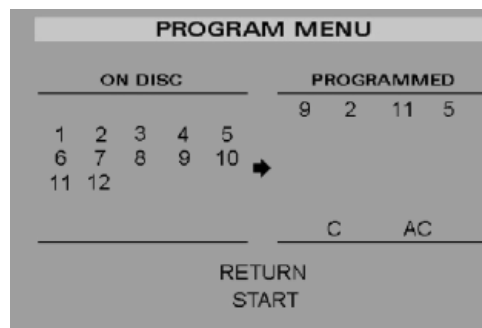 PROGRAM MENU
ON DISC
PROGRAMMED
1 2 3 4 5
6 7 8 9 10
11 12
9 2 11 5
C AC
RETURN
START